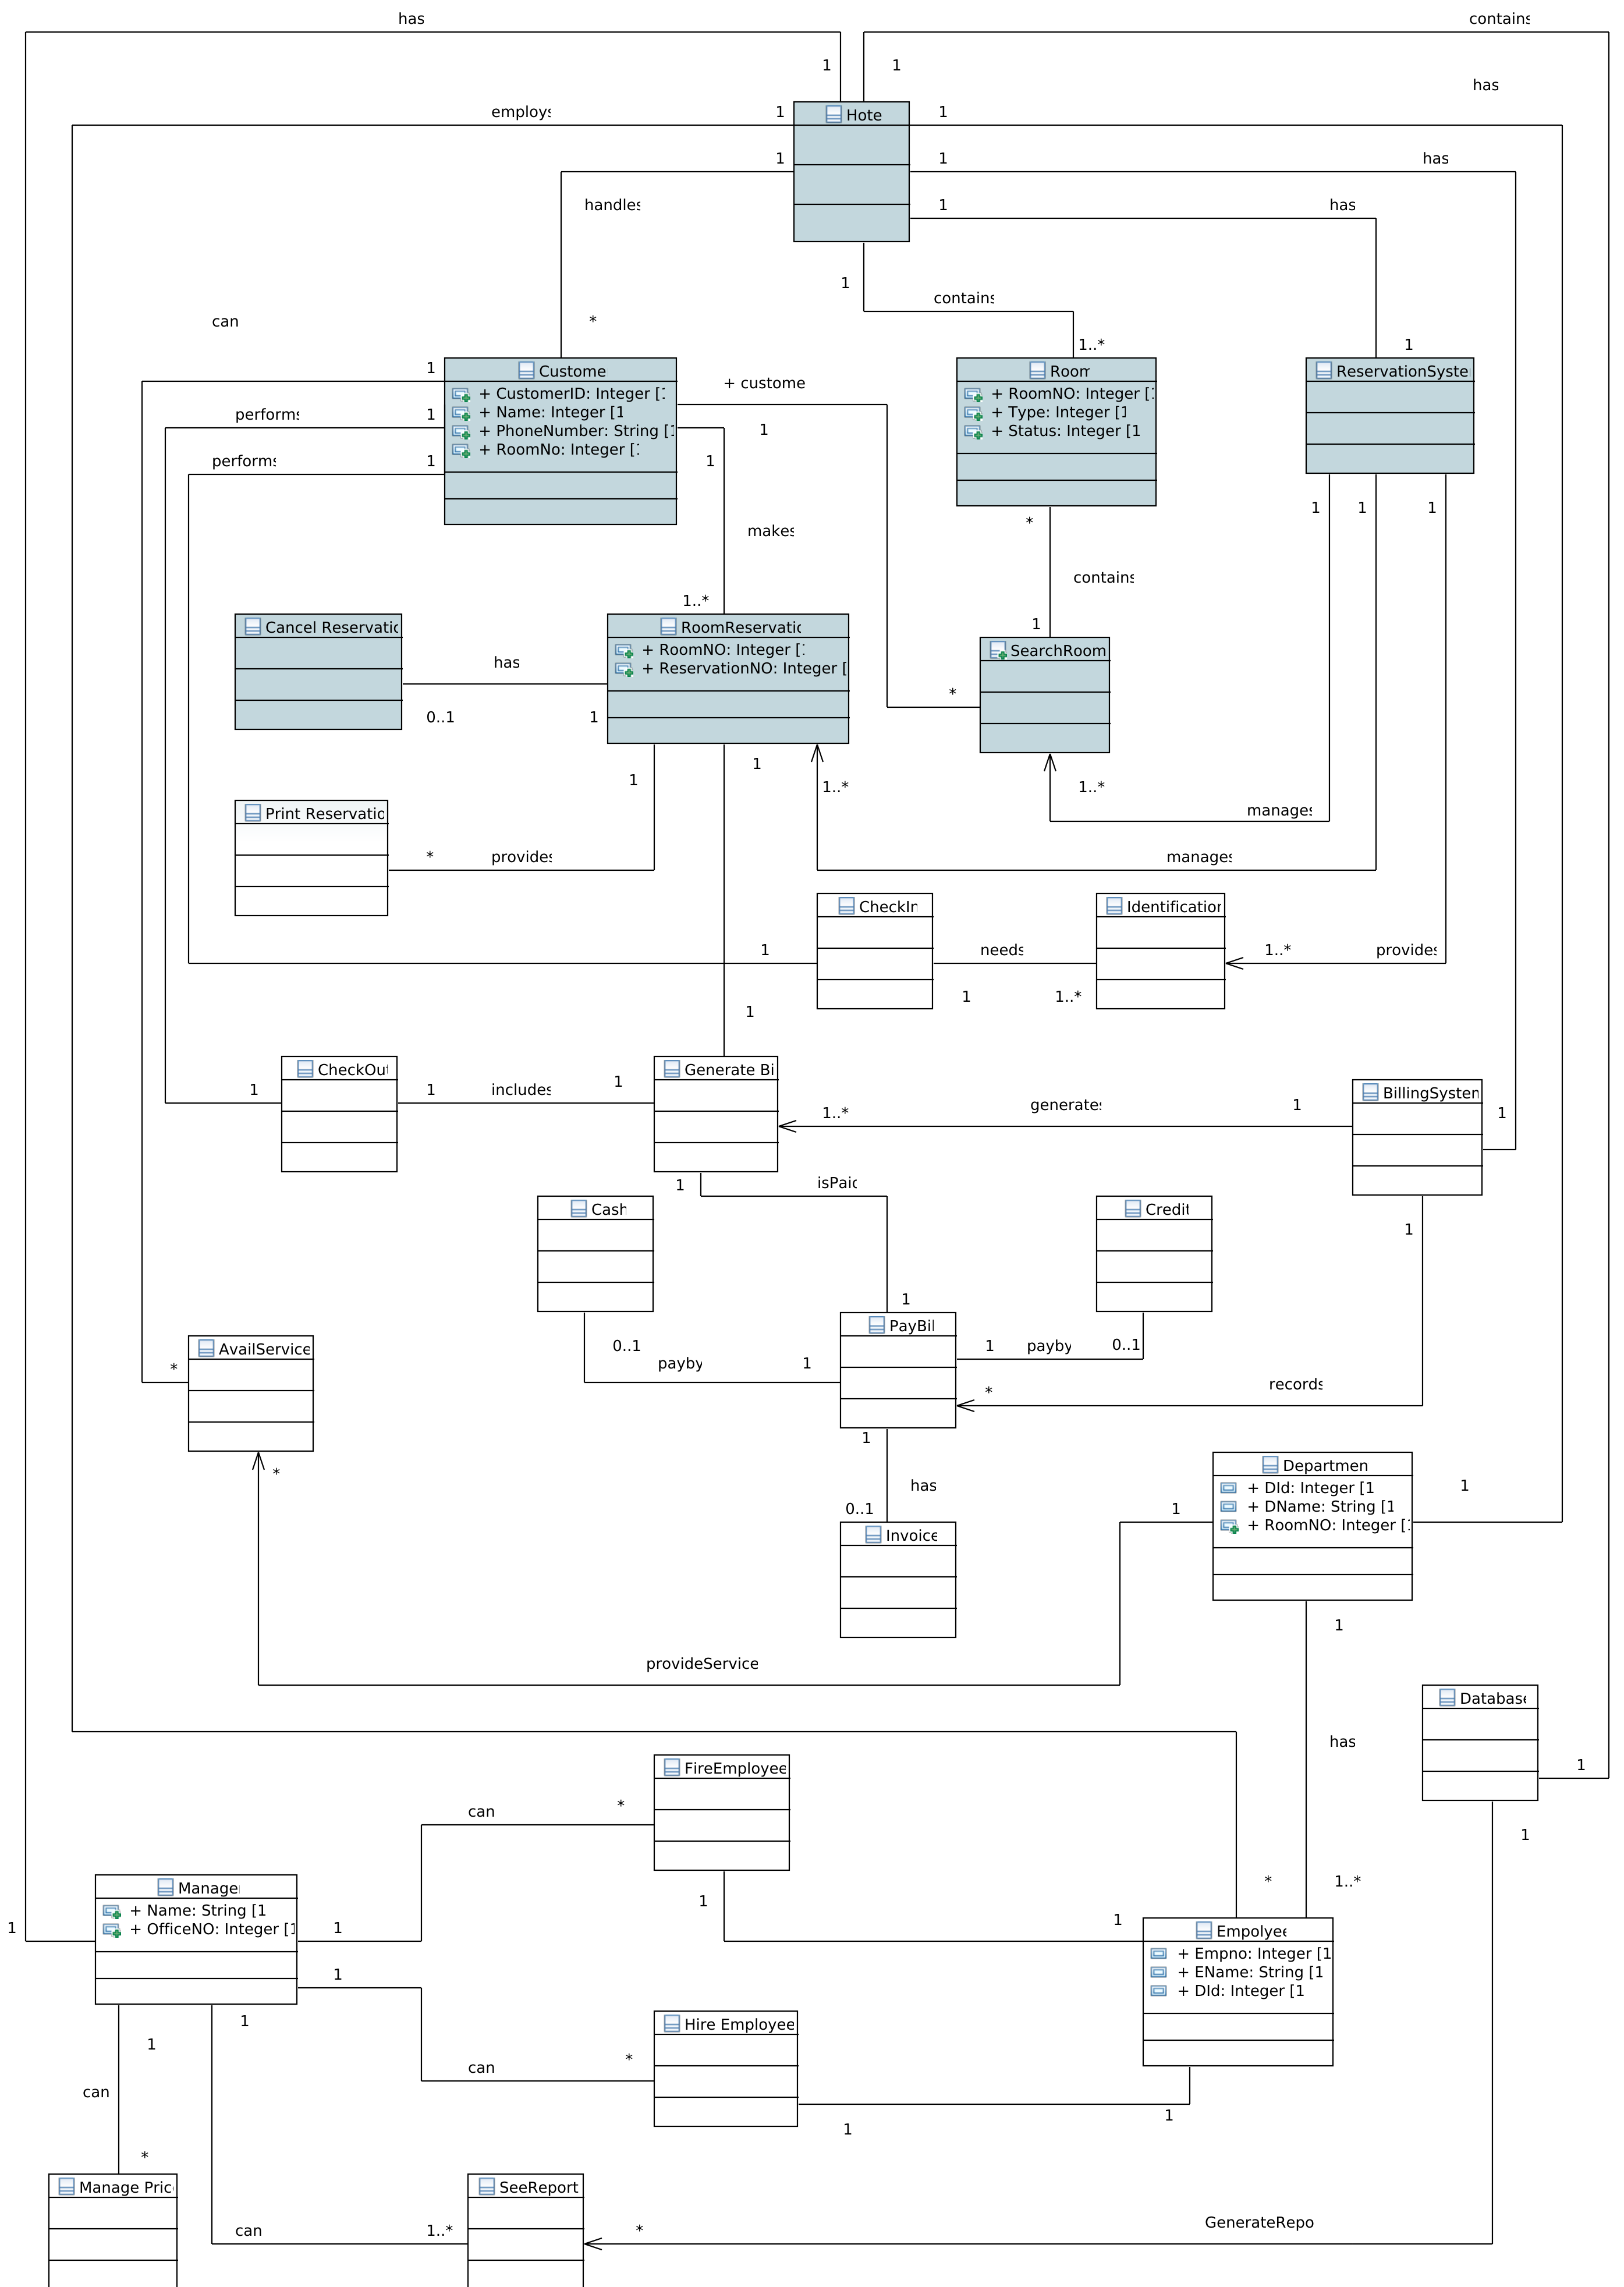 has
contains
1
1
has
employs
1
Hote
1
1
1
has
handles
1
has
1
contains
can
*
1..*
1
1
Custome
+ CustomerID: Integer [1
+ Name: Integer [1
+ PhoneNumber: String [1
+ RoomNo: Integer [1
+ custome
Room
+ RoomNO: Integer [1
+ Type: Integer [1
+ Status: Integer [1
ReservationSyste
performs
1
1
performs
1
1
*
1
1
1
makes
contains
1..*
1
Cancel Reservatio
has
RoomReservatio
+ RoomNO: Integer [1
+ ReservationNO: Integer [
SearchRoom
*
0..1
1
1
1
1..*
1..*
Print Reservatio
manages
*
provides
manages
CheckIn
Identification
1
needs
1..*
provides
1
1..*
1
CheckOut
Generate Bi
1
1
includes
1
1..*
generates
1
BillingSystem
1
1
isPaid
Cash
Credit
1
1
PayBil
0..1
payby
1
1
payby
0..1
AvailService
*
*
records
1
*
has
0..1
Invoice
1
Departmen
+ DId: Integer [1
+ DName: String [1
+ RoomNO: Integer [1
1
1
provideService
Database
has
1
1
FireEmployee
can
*
*
1..*
Manage
+ Name: String [1
+ OfficeNO: Integer [1
1
1
1
1
Empolyee
+ Empno: Integer [1
+ EName: String [1
+ DId: Integer [1
1
1
1
can
Hire Employee
*
can
1
1
*
Manage Pric
SeeReport
can
1..*
*
GenerateRepo